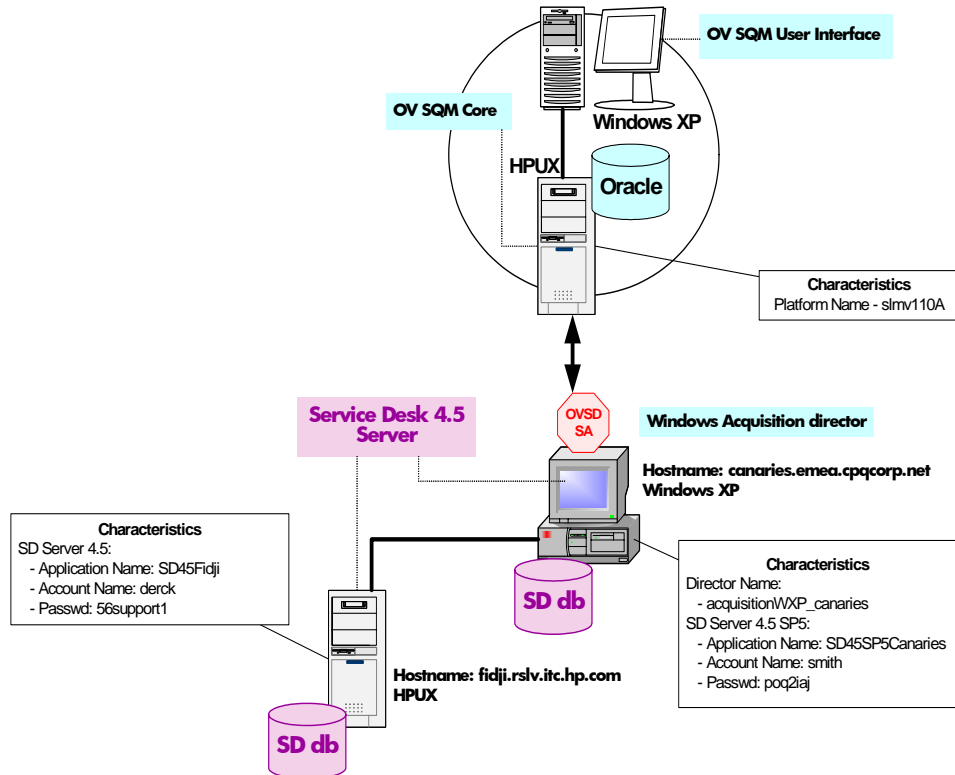 OV SQM User Interface
OV SQM Core
Windows XP
HPUX
Oracle
Characteristics
Platform Name - slmv110A
Service Desk 4.5
Server
OVSD
SA
Windows Acquisition director
Hostname: canaries.emea.cpqcorp.net
Windows XP
Characteristics
SD Server 4.5:
- Application Name: SD45Fidji
- Account Name: derck
- Passwd: 56support1
SD db
Characteristics
Director Name:
- acquisitionWXP_canaries
SD Server 4.5 SP5:
- Application Name: SD45SP5Canaries
- Account Name: smith
- Passwd: poq2iaj
Hostname: fidji.rslv.itc.hp.com
HPUX
SD db